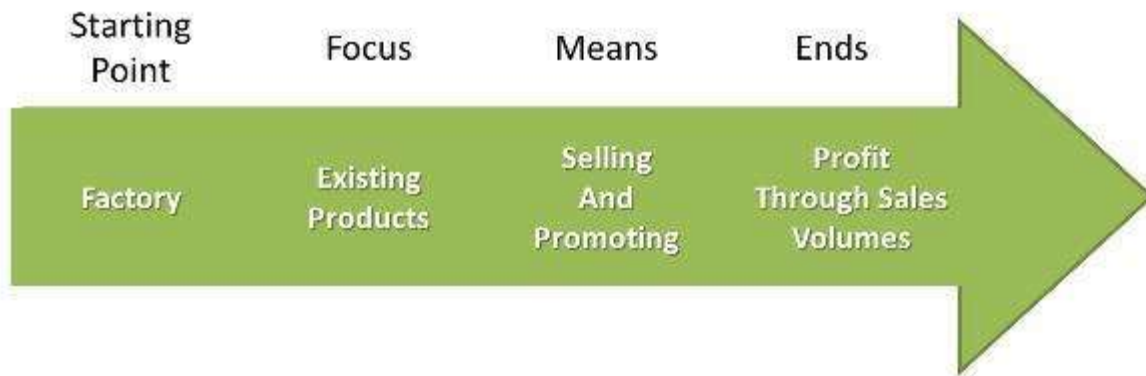 Starting
Point
Focus
Means
Ends
Factory
Existing
Products
Selling
And
Promoting
Profit
Through Sales
Volumes